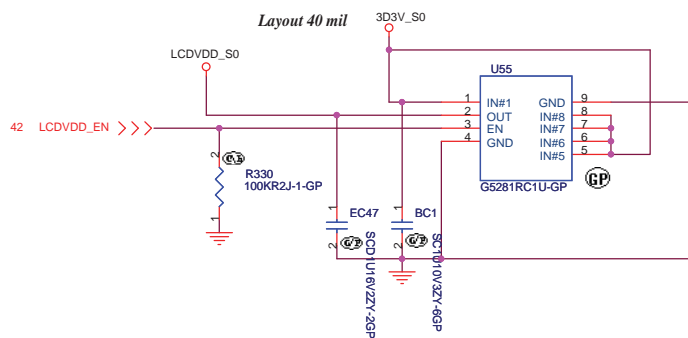 Layout 40 mil
3D3V_S0
LCDVDD_S0
U55
1 IN#1 GND 9
2 OUT IN#8 8
42 LCDVDD_EN 3 EN IN#7 7
4 GND IN#6 6
IN#5 5
G5281RC1U-GP
GP
2
R330
100KR2J-1-GP
1
1 EC47
2 G/P
SCD1U16V2ZY-2GP
1 BC1
2 G/P
SC1U10V3ZY-6GP